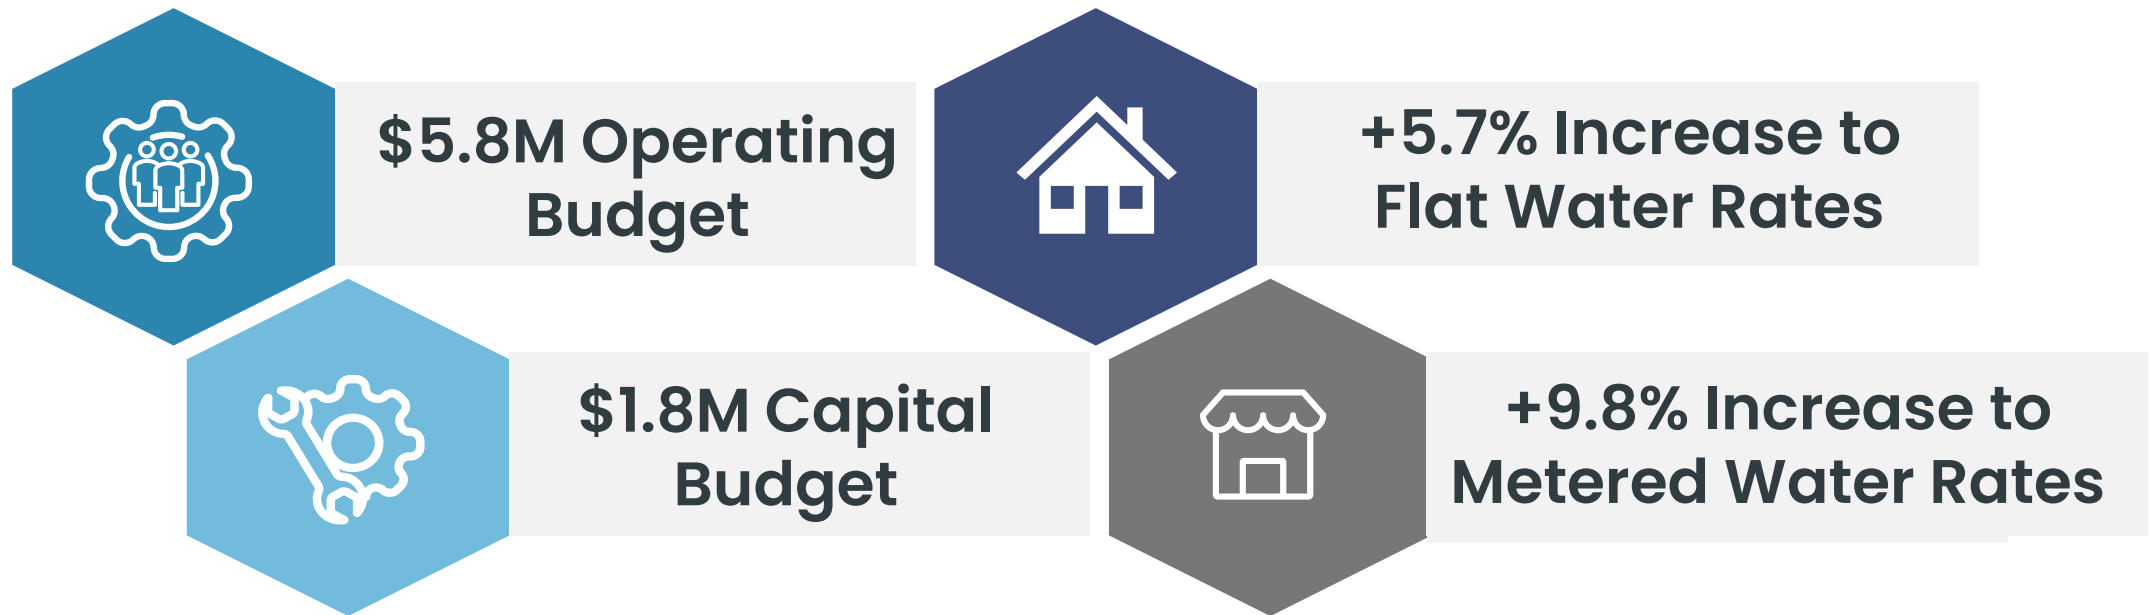 $5.8M Operating
Budget
+5.7% Increase to
Flat Water Rates
$1.8M Capital
Budget
+9.8% Increase to
Metered Water Rates